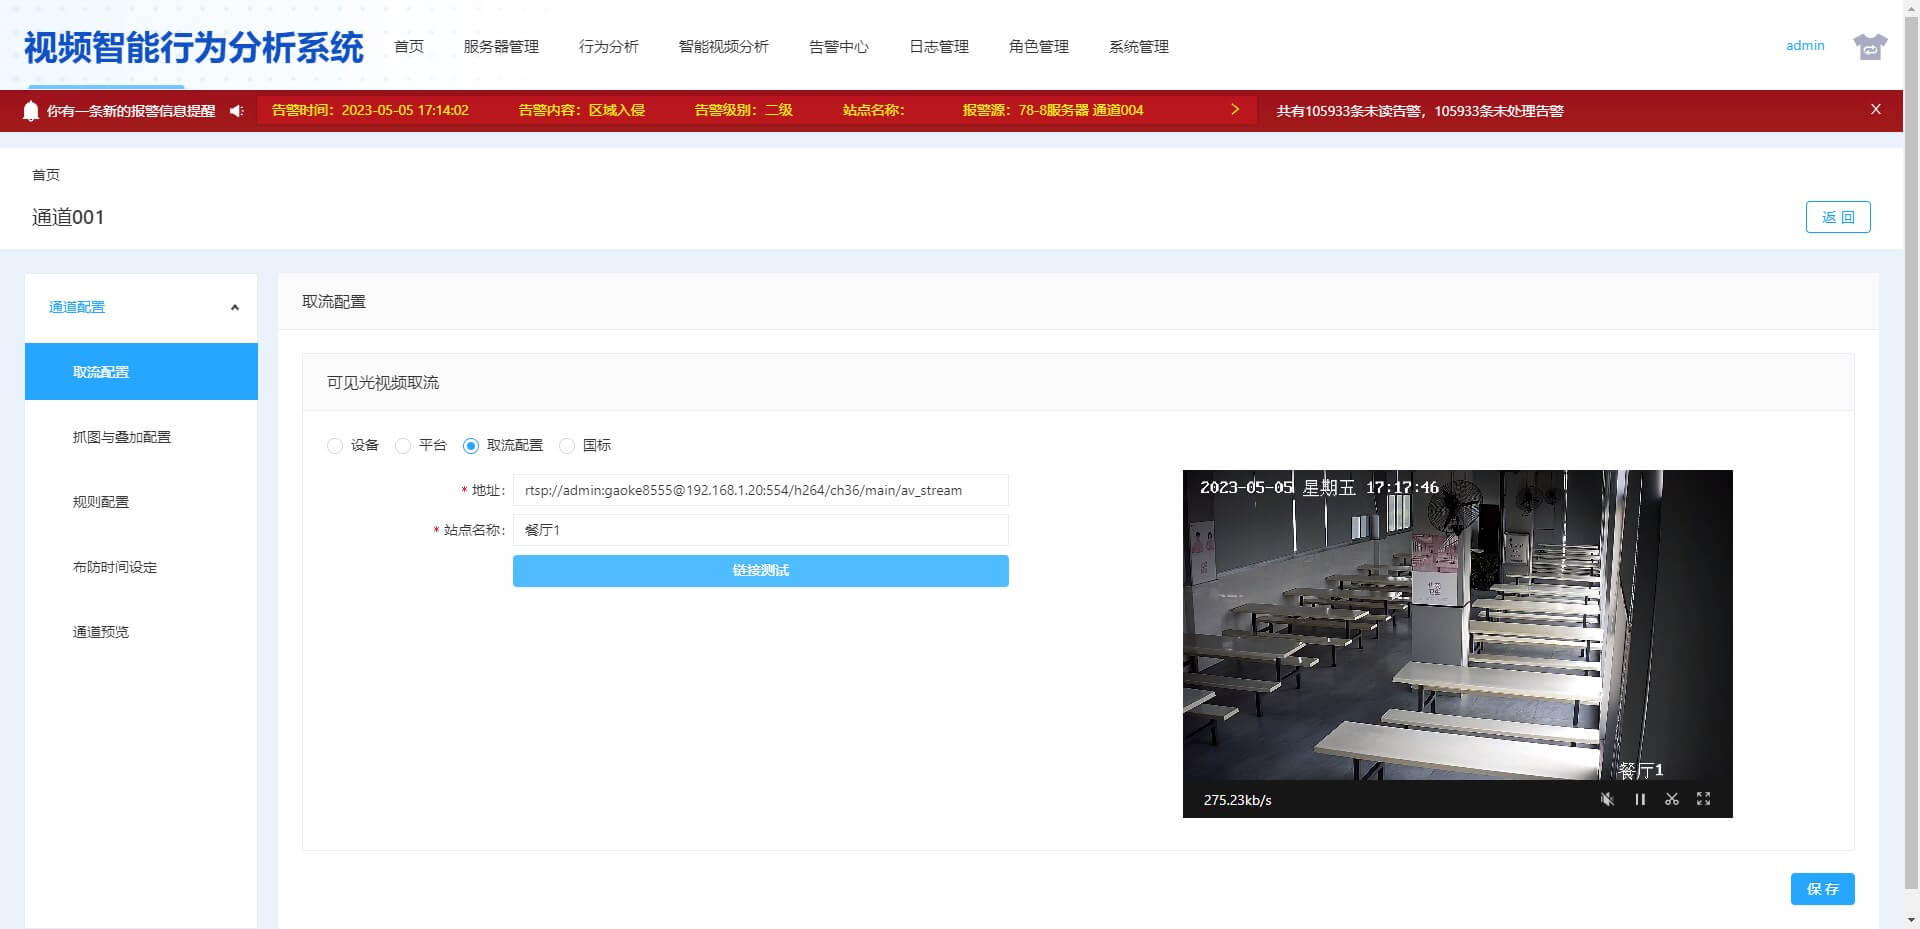 视频智能行为分析系统
首页 服务器管理 行为分析 智能视频分析 告警中心 日志管理 角色管理 系统管理
admin
你有一条新的报警信息提醒
告警时间：2023-05-05 17:14:02 告警内容：区域入侵 告警级别：二级 站点名称： 报警源：78-8服务器 通道004
共有105933条未读告警，105933条未处理告警
X
首页
通道001
返 回
通道配置
取流配置
抓图与叠加配置
规则配置
布防时间设定
通道预览
取流配置
可见光视频取流
设备 平台 取流配置 国标
* 地址： rtsp://admin:gaoke8555@192.168.1.20:554/h264/ch36/main/av_stream
* 站点名称： 餐厅1
链接测试
2023-05-05 星期五 17:17:46
餐厅1
275.23kb/s
保 存